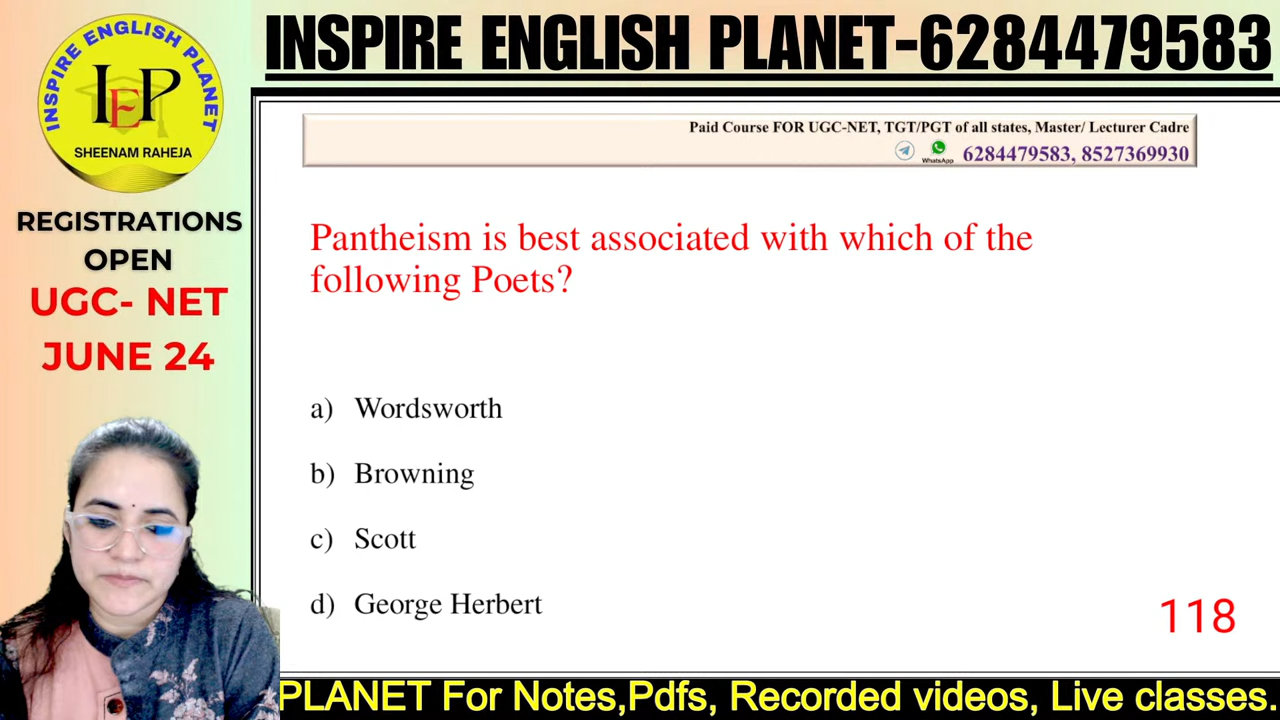 INSPIRE ENGLISH PLANET-6284479583
INSPIRE ENGLISH PLANET
IEP
SHEENAM RAHEJA
REGISTRATIONS
OPEN
UGC- NET
JUNE 24
Paid Course FOR UGC-NET, TGT/PGT of all states, Master/ Lecturer Cadre
WhatsApp 6284479583, 8527369930
Pantheism is best associated with which of the
following Poets?
a) Wordsworth
b) Browning
c) Scott
d) George Herbert
118
PLANET For Notes,Pdfs, Recorded videos, Live classes.